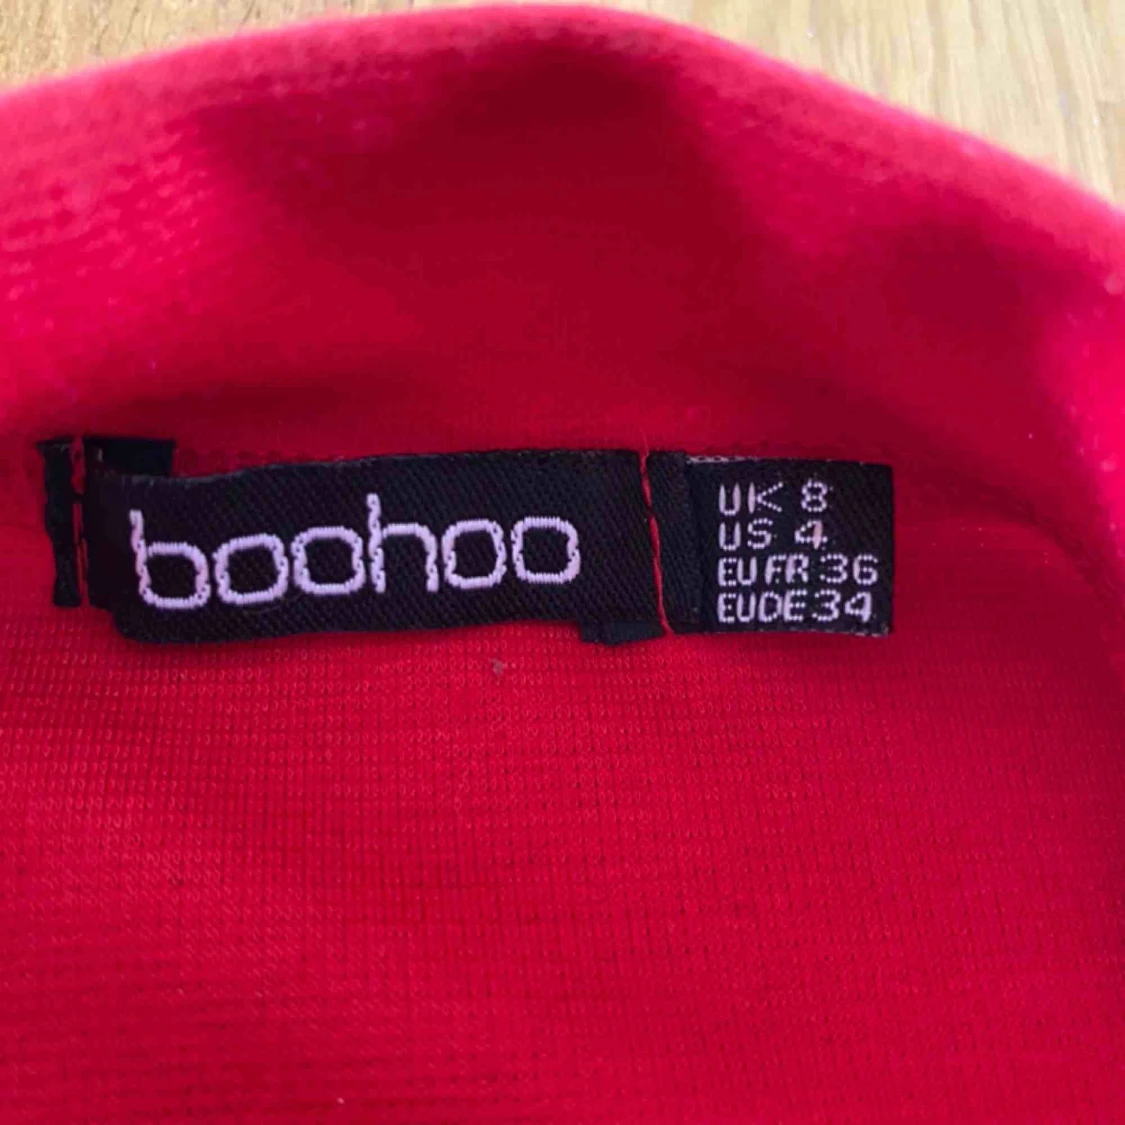 boohoo
UK 8
US 4
EU FR 36
EU DE 34